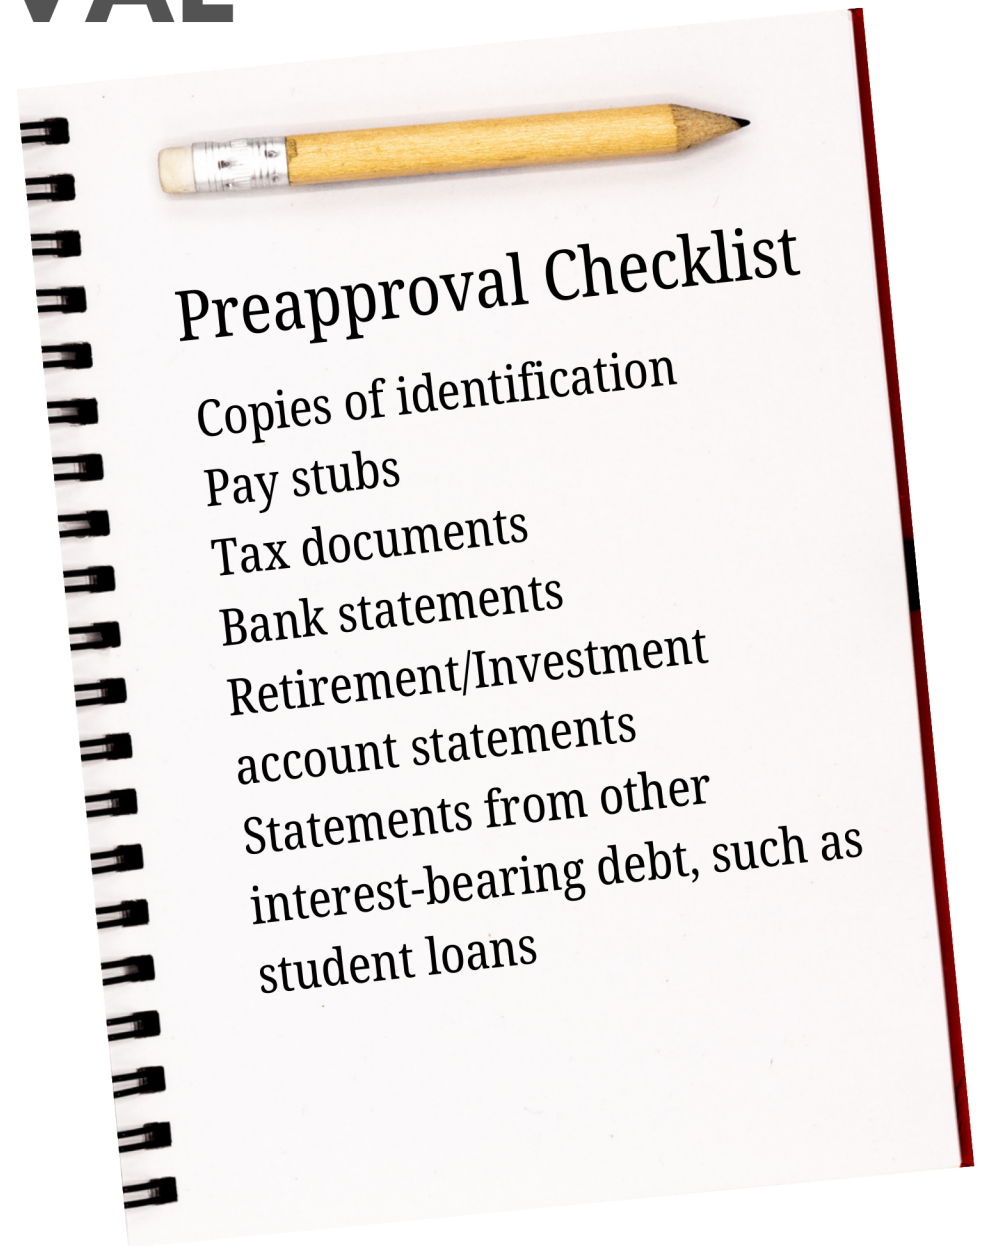 Preapproval Checklist
Copies of identification
Pay stubs
Tax documents
Bank statements
Retirement/Investment
account statements
Statements from other
interest-bearing debt, such as
student loans